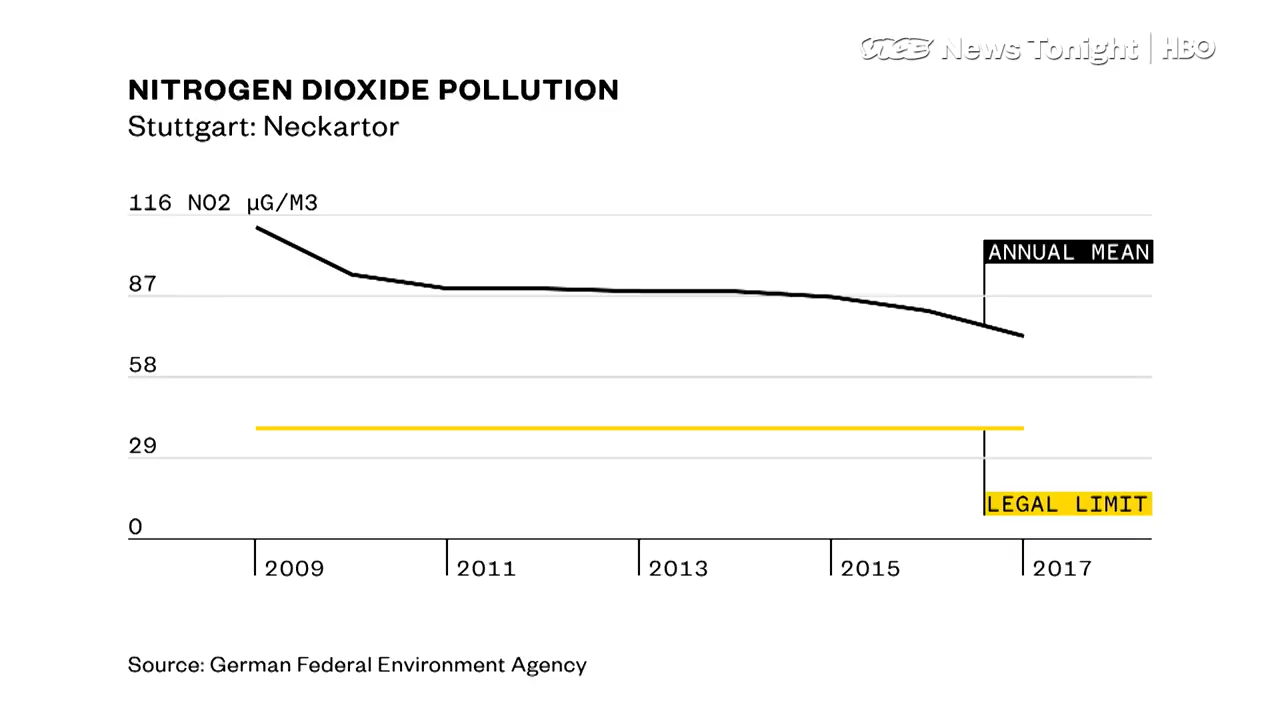 VICE News Tonight | HBO
NITROGEN DIOXIDE POLLUTION
Stuttgart: Neckartor
116 NO2 µG/M3
ANNUAL MEAN
87
58
29
LEGAL LIMIT
0
2009 2011 2013 2015 2017
Source: German Federal Environment Agency